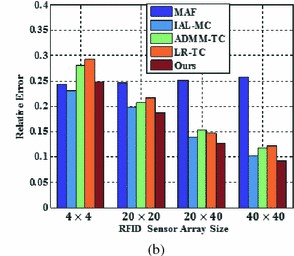 MAF
IAL-MC
ADMM-TC
LR-TC
Ours
0.4
0.35
0.3
0.25
0.2
0.15
0.1
0.05
0
Relative Error
4 × 4
20 × 20
20 × 40
40 × 40
RFID Sensor Array Size
(b)